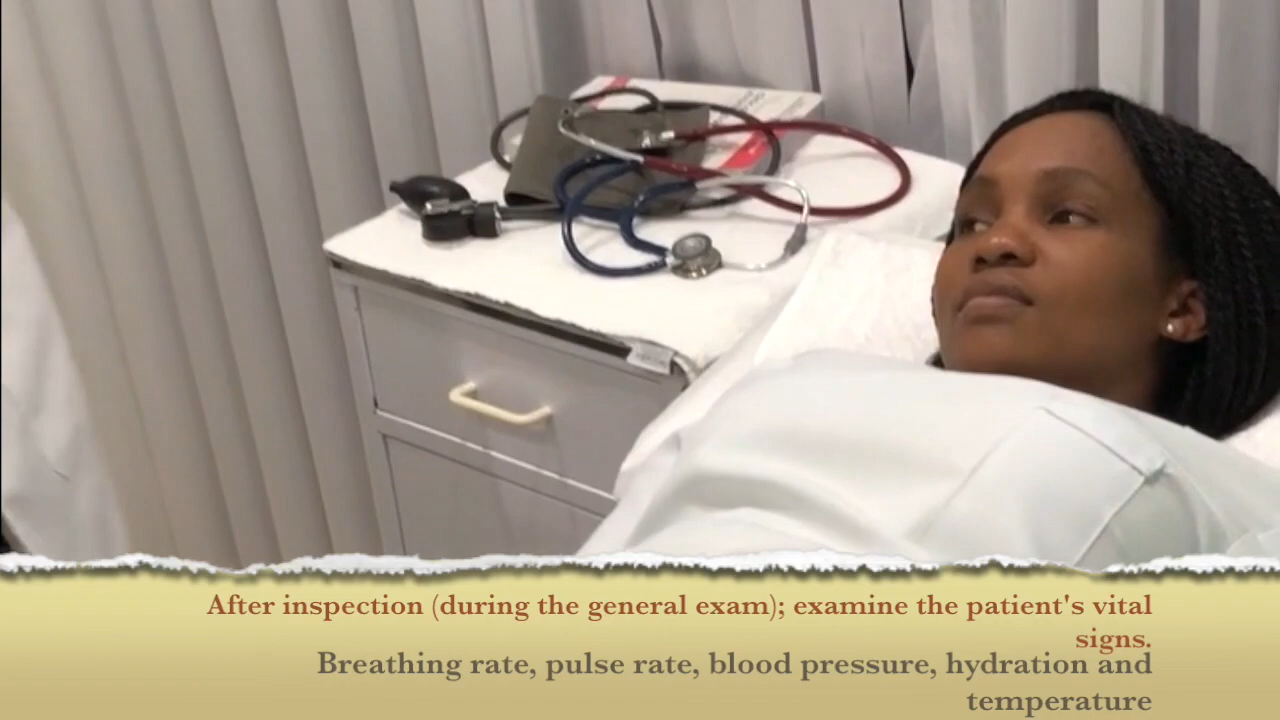 After inspection (during the general exam); examine the patient's vital
signs.
Breathing rate, pulse rate, blood pressure, hydration and
temperature